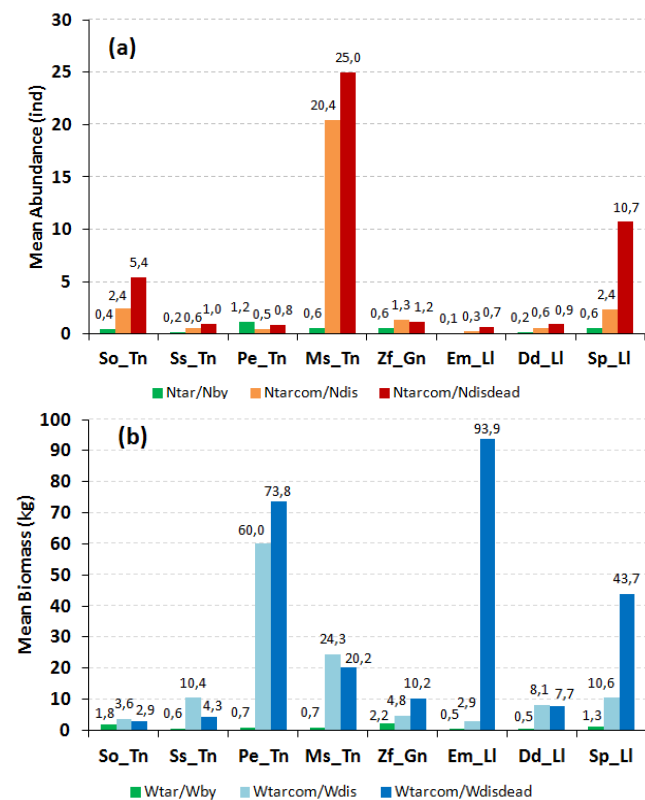 (a)
Mean Abundance (ind)
30
25
20
15
10
5
0
0,4 2,4 5,4
0,2 0,6 1,0
1,2 0,5 0,8
0,6 20,4 25,0
0,6 1,3 1,2
0,1 0,3 0,7
0,2 0,6 0,9
0,6 2,4 10,7
So_Tn Ss_Tn Pe_Tn Ms_Tn Zf_Gn Em_Ll Dd_Ll Sp_Ll
Ntar/Nby Ntarcom/Ndis Ntarcom/Ndisdead
(b)
Mean Biomass (kg)
100
90
80
70
60
50
40
30
20
10
0
1,8 3,6 2,9
0,6 10,4 4,3
0,7 60,0 73,8
0,7 24,3 20,2
2,2 4,8 10,2
0,5 2,9 93,9
0,5 8,1 7,7
1,3 10,6 43,7
So_Tn Ss_Tn Pe_Tn Ms_Tn Zf_Gn Em_Ll Dd_Ll Sp_Ll
Wtar/Wby Wtarcom/Wdis Wtarcom/Wdisdead